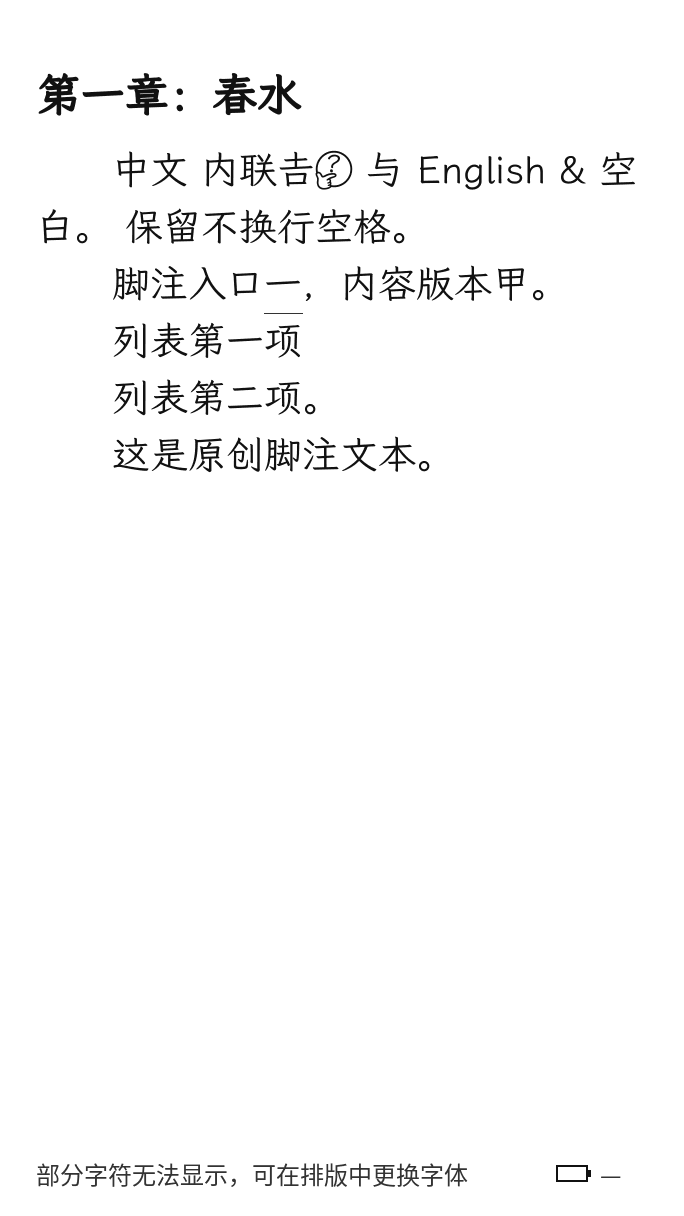 第一章：春水
中文 内联𠮷 与 English & 空
白。 保留不换行空格。
脚注入口一，内容版本甲。
列表第一项
列表第二项。
这是原创脚注文本。
部分字符无法显示，可在排版中更换字体
—